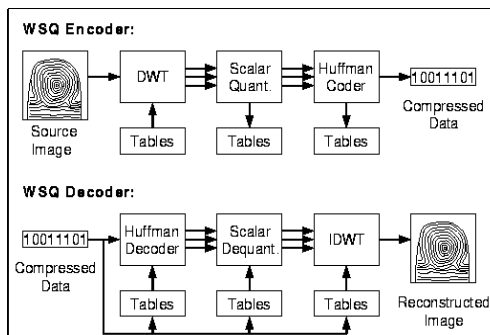 WSQ Encoder:
DWT
Scalar
Quant.
Huffman
Coder
10011101
Compressed
Data
Source
Image
Tables
Tables
Tables
WSQ Decoder:
10011101
Compressed
Data
Huffman
Decoder
Scalar
Dequant.
IDWT
Tables
Tables
Tables
Reconstructed
Image